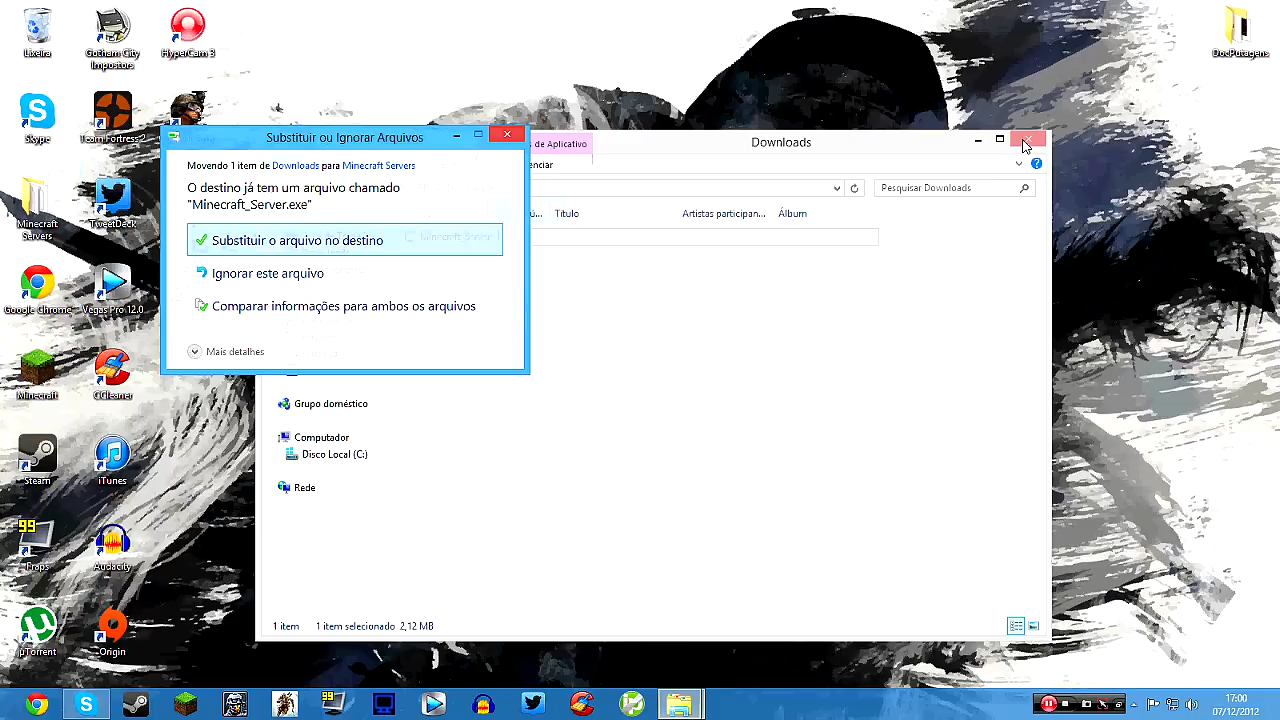 Lixeira
Gotham City
Impostors
HyperCam 3
DocPutagens
Skype
Team Fortress 2
Substituir ou Ignorar Arquivos
Movendo 1 item de Downloads para Minecraft Servers
O destino já tem um arquivo chamado
"Minecraft_Server.exe"
Substituir o arquivo no destino
Ignorar este arquivo
Comparar informações para ambos os arquivos
Mais detalhes
de Aplicativo
Downloads
enciar
Pesquisar Downloads
Título
Artistas participan...
Álbum
Minecraft
Servers
TweetDeck
Google Chrome
Vegas Pro 12.0
Minecraft
CCleaner
Steam
iTunes
99
Fraps
Audacity
µTorrent
Origin
Grupo doméstico
Computador
Disco Local (C:)
Rede
1 item
1 item selecionado 2,12 MB
17:00
07/12/2012